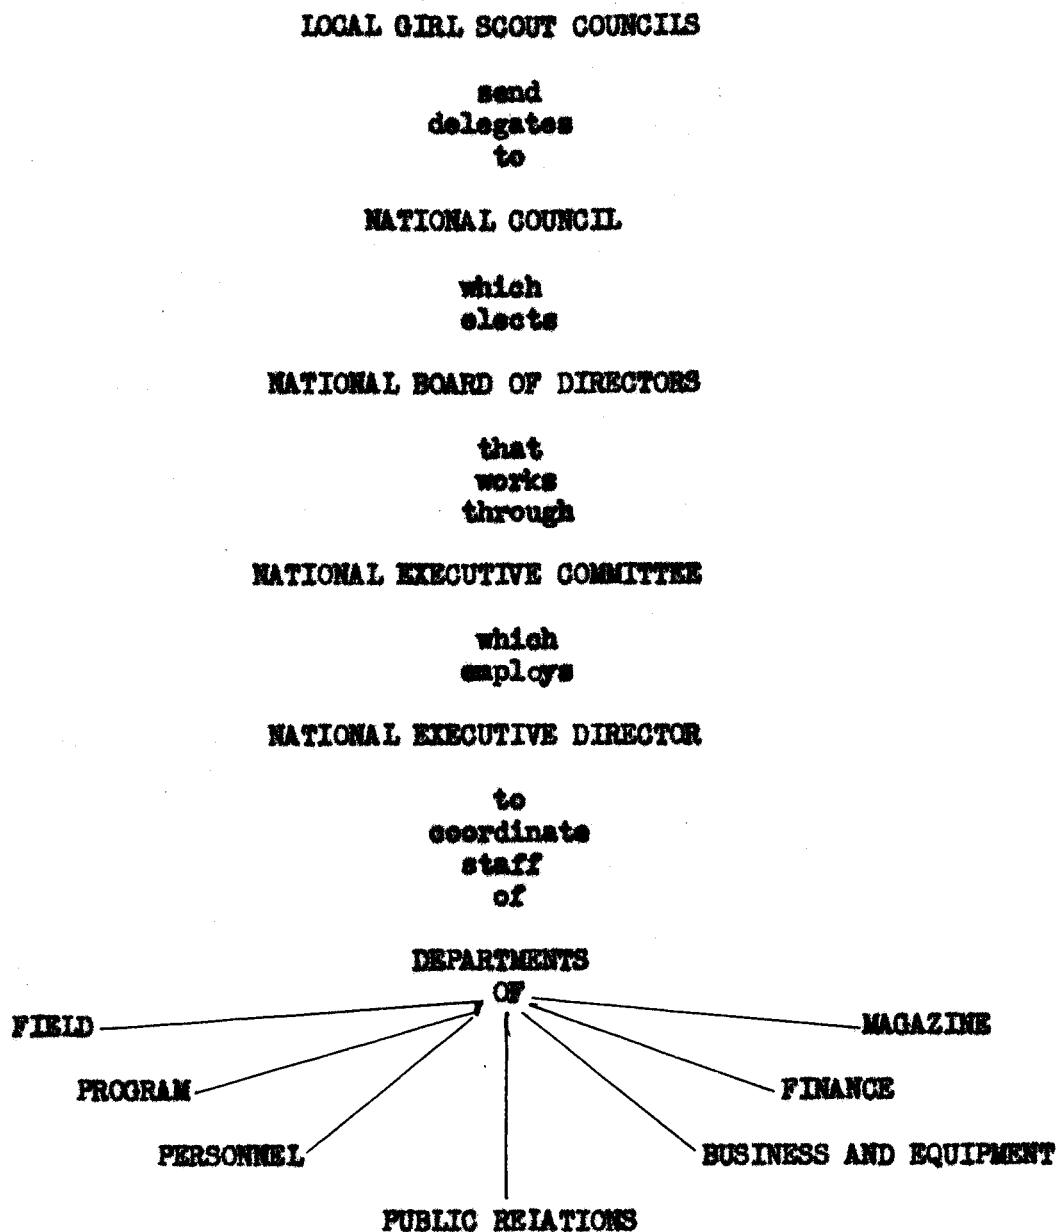 LOCAL GIRL SCOUT COUNCILS
send
delegates
to
NATIONAL COUNCIL
which
elects
NATIONAL BOARD OF DIRECTORS
that
works
through
NATIONAL EXECUTIVE COMMITTEE
which
employs
NATIONAL EXECUTIVE DIRECTOR
to
coordinate
staff
of
DEPARTMENTS
OF
FIELD
MAGAZINE
PROGRAM
FINANCE
PERSONNEL
BUSINESS AND EQUIPMENT
PUBLIC RELATIONS